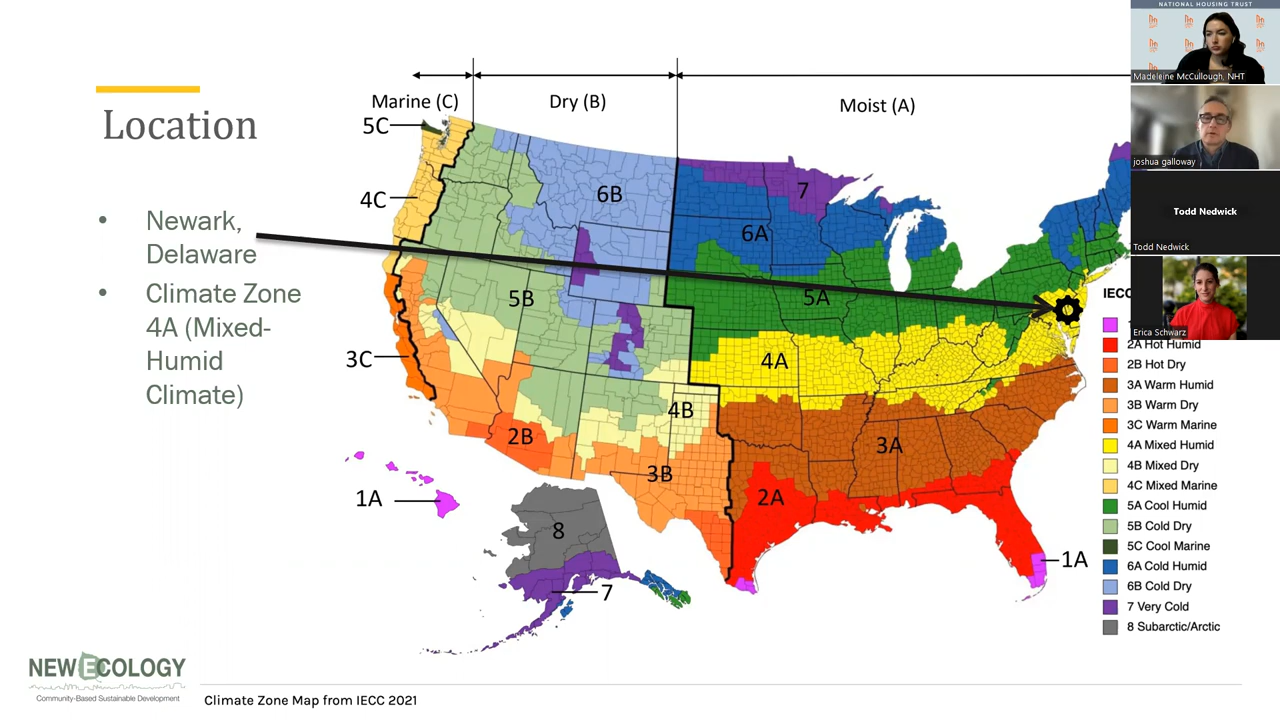 NATIONAL HOUSING TRUST
Madeleine McCullough, NHT
joshua galloway
Todd Nedwick
Todd Nedwick
Erica Schwarz
Location
• Newark,
Delaware
• Climate Zone
4A (Mixed-
Humid
Climate)
Marine (C)
Dry (B)
Moist (A)
5C
4C
3C
6B
5B
2B
4B
3B
7
6A
5A
4A
3A
2A
1A
1A
8
7
IECC
2A Hot Humid
2B Hot Dry
3A Warm Humid
3B Warm Dry
3C Warm Marine
4A Mixed Humid
4B Mixed Dry
4C Mixed Marine
5A Cool Humid
5B Cold Dry
5C Cool Marine
6A Cold Humid
6B Cold Dry
7 Very Cold
8 Subarctic/Arctic
NEWECOLOGY
Community-Based Sustainable Development
Climate Zone Map from IECC 2021